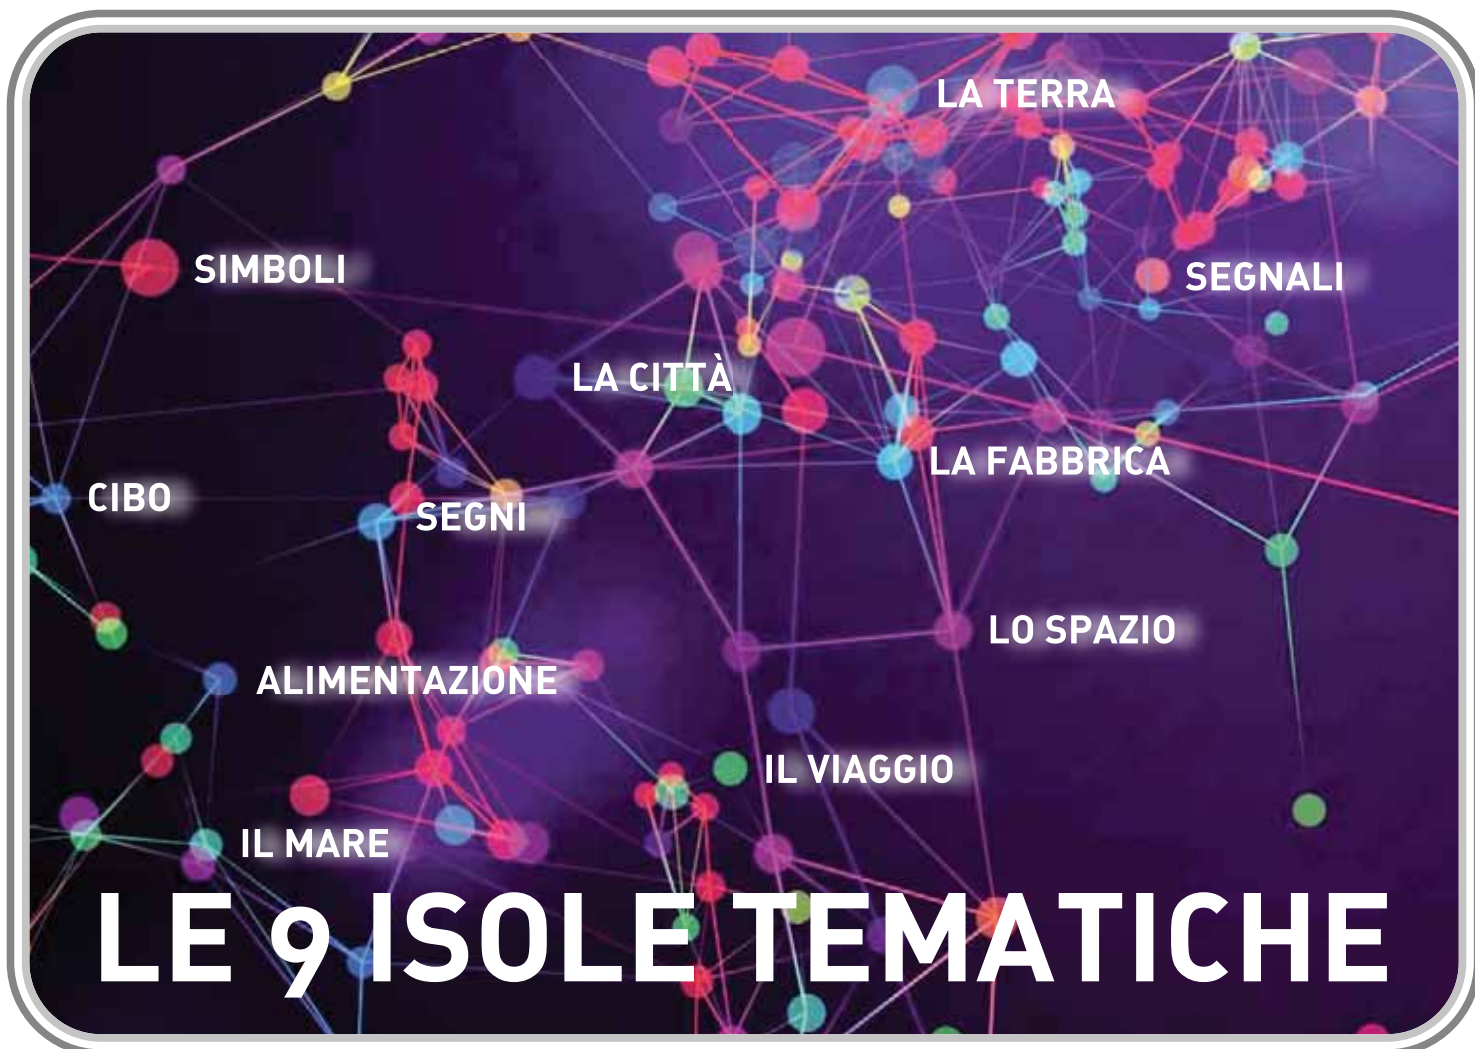 LA TERRA
SIMBOLI
SEGNALI
LA CITTÀ
LA FABBRICA
CIBO
SEGNI
LO SPAZIO
ALIMENTAZIONE
IL VIAGGIO
IL MARE
LE 9 ISOLE TEMATICHE